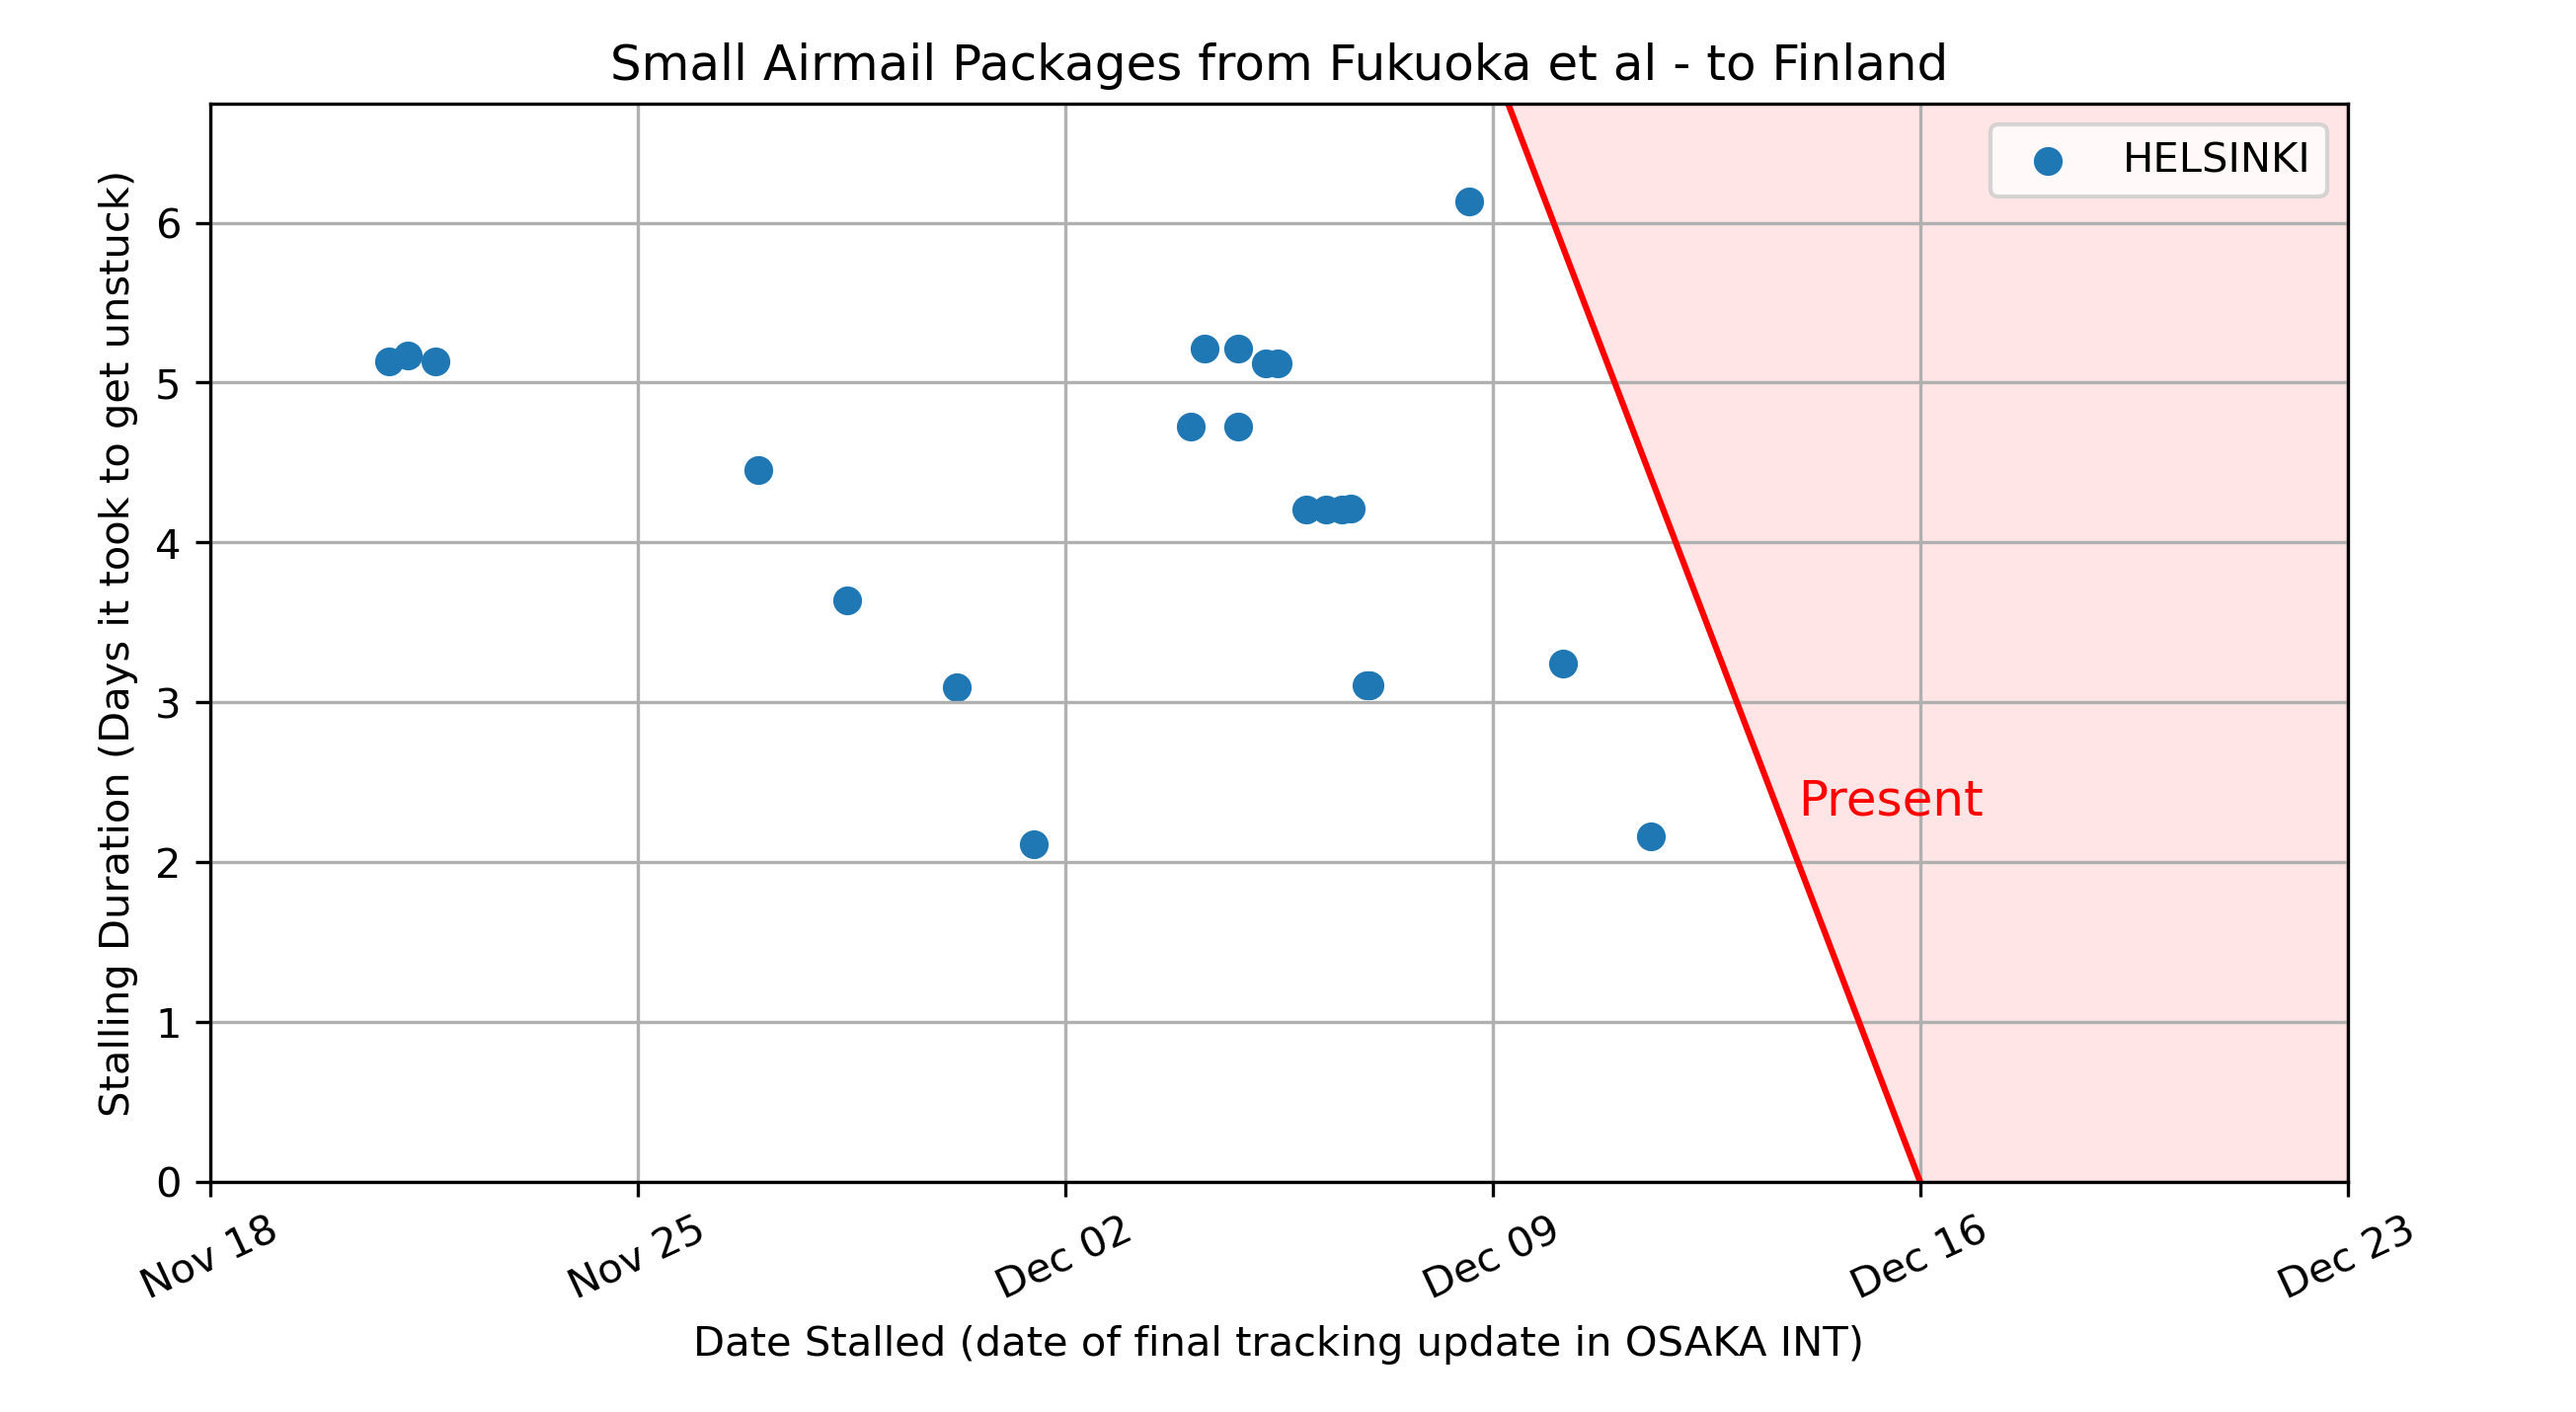 Small Airmail Packages from Fukuoka et al - to Finland
HELSINKI
Stalling Duration (Days it took to get unstuck)
6
5
4
3
2
1
0
Present
Nov 18
Nov 25
Dec 02
Dec 09
Dec 16
Dec 23
Date Stalled (date of final tracking update in OSAKA INT)